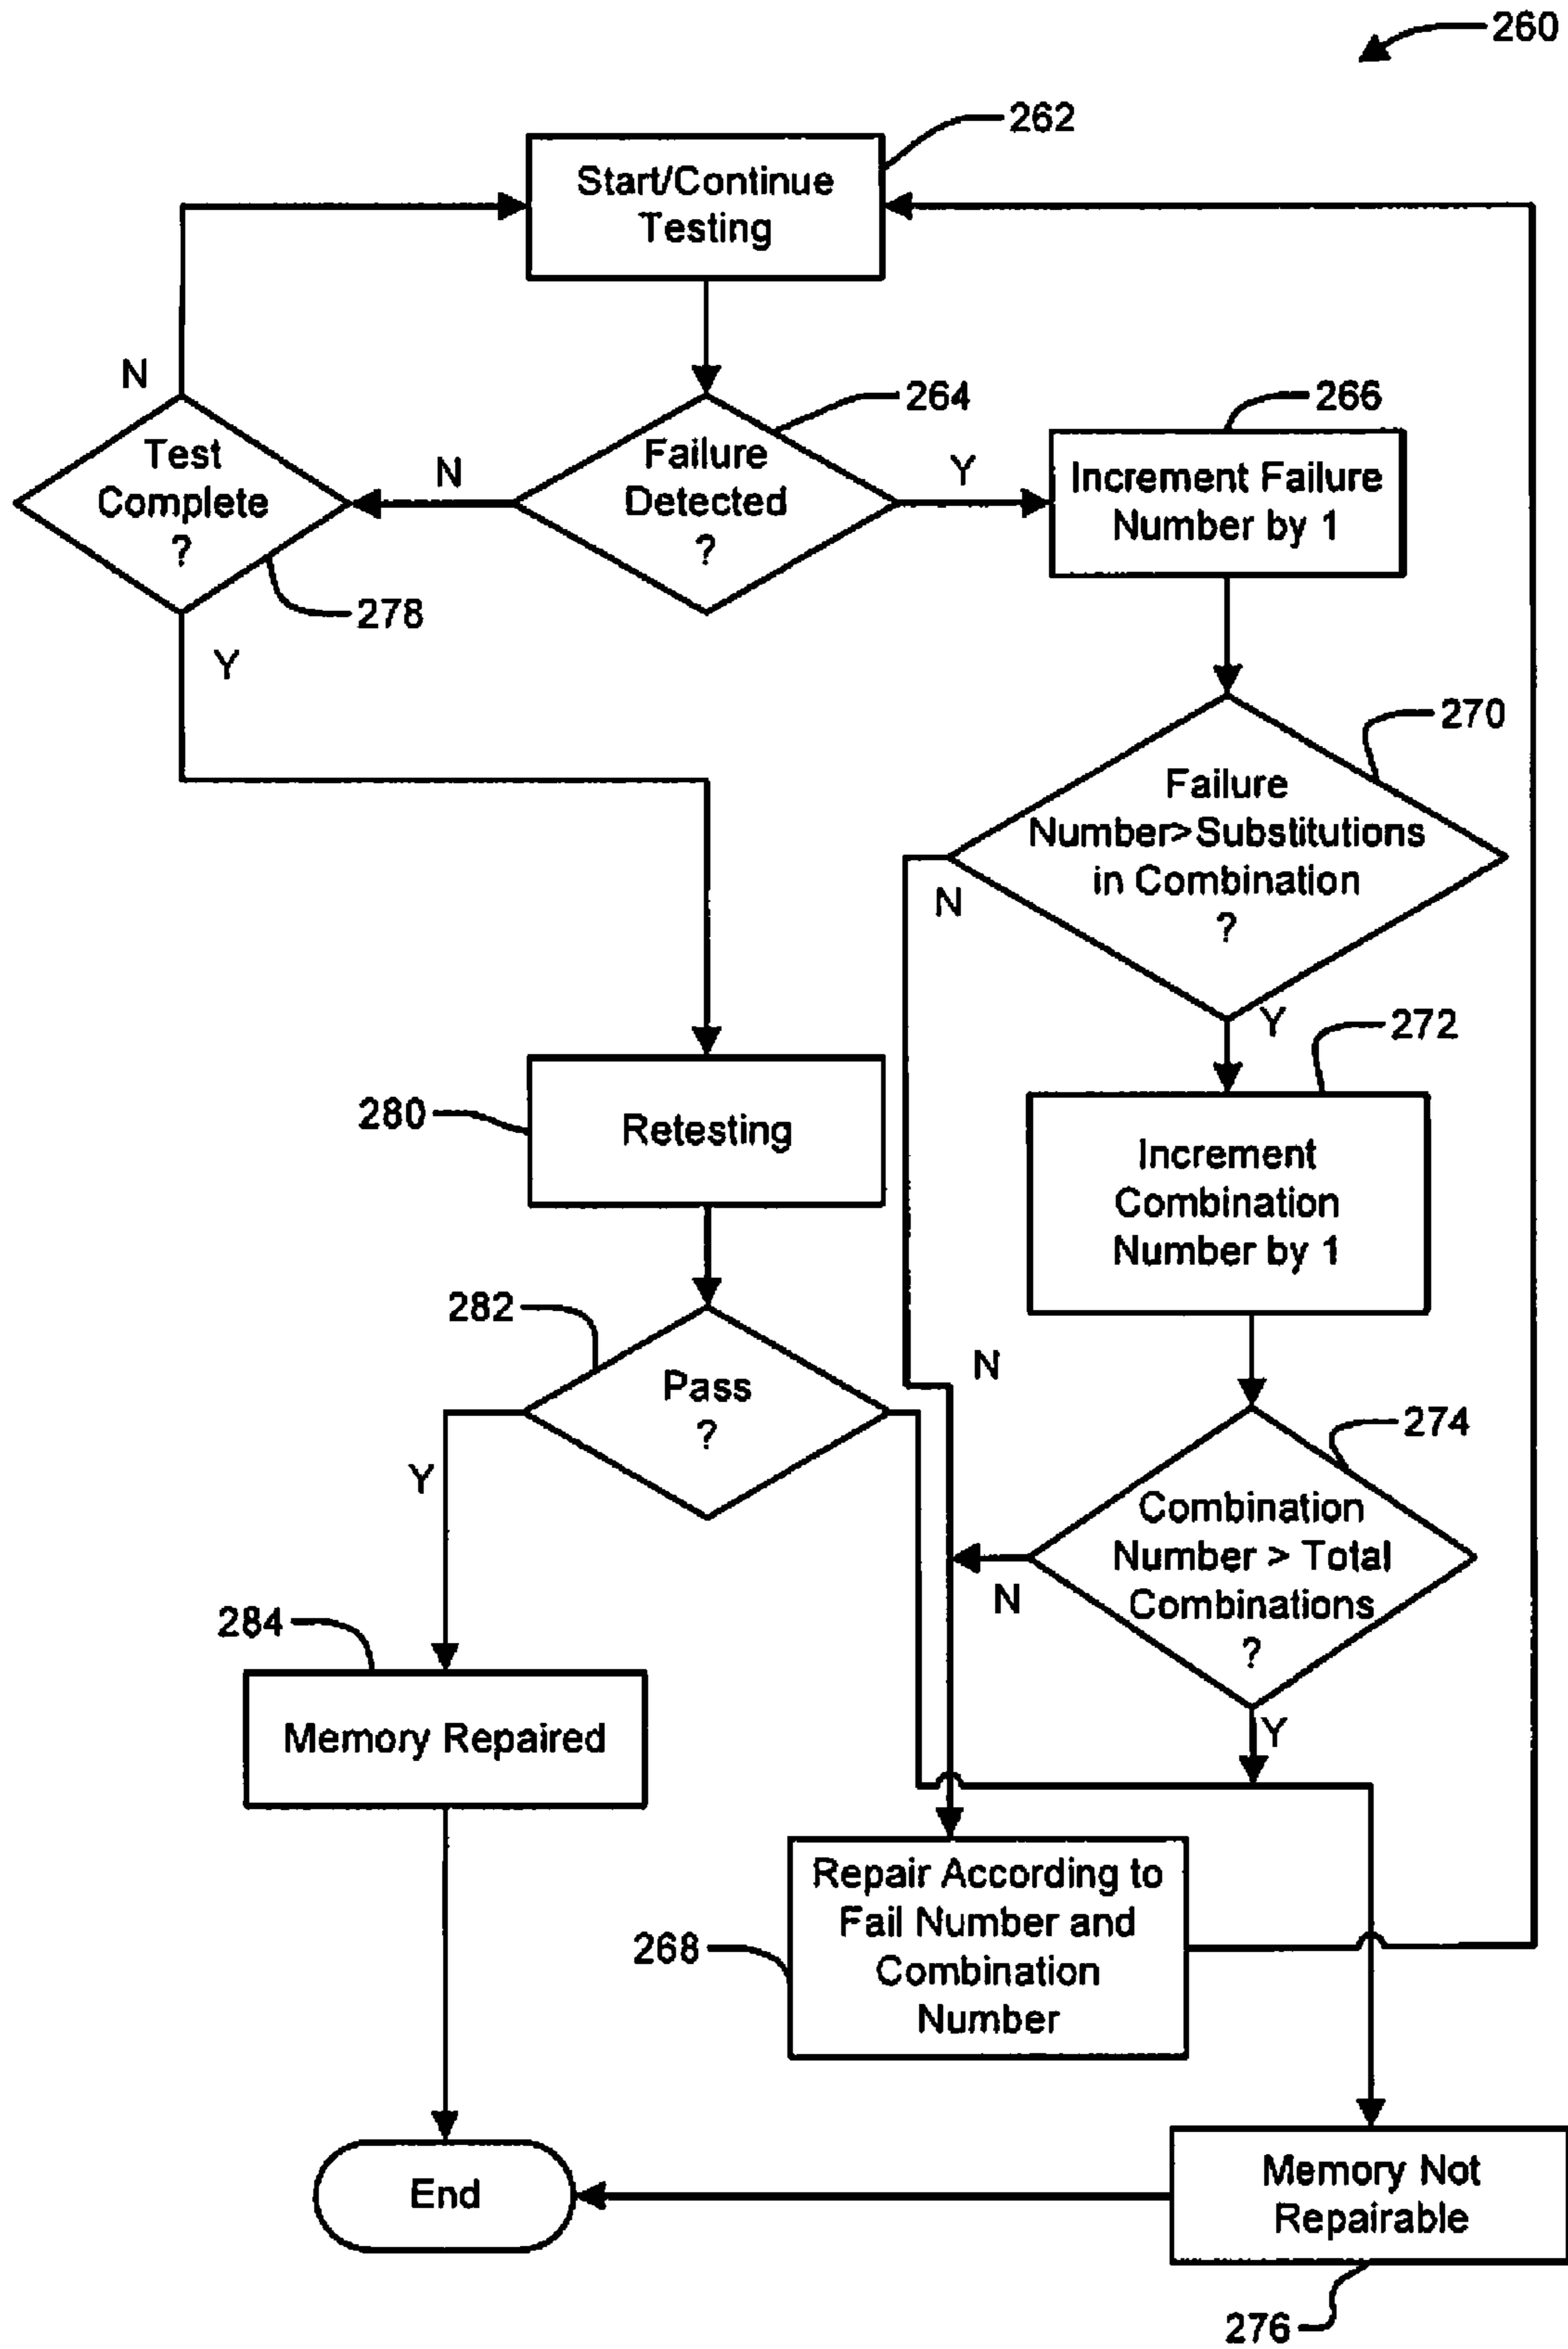 260
262
Start/Continue
Testing
N
264
266
Test
Complete
?
N
Failure
Detected
?
Y
Increment Failure
Number by 1
278
Y
270
Failure
Number>Substitutions
in Combination
?
N
Y
272
280
Retesting
Increment
Combination
Number by 1
282
Pass
?
N
Y
274
Combination
Number > Total
Combinations
?
N
Y
284
Memory Repaired
268
Repair According to
Fail Number and
Combination
Number
End
Memory Not
Repairable
276